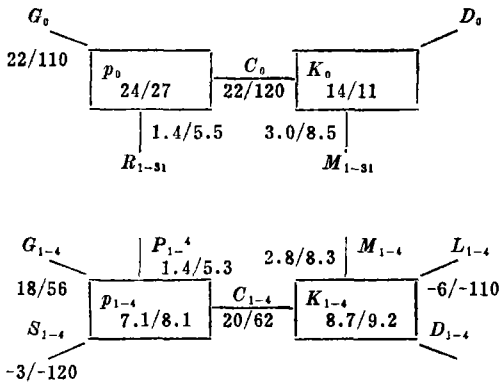 G₀ D₀
22/110 p₀ C₀ K₀
24/27 22/120 14/11
1.4/5.5 3.0/8.5
R₁₋₃₁ M₁₋₃₁
G₁₋₄ P₁₋⁴ 2.8/8.3 M₁₋₄ L₁₋₄
1.4/5.3
18/56 p₁₋₄ C₁₋₄ K₁₋₄ -6/-110
S₁₋₄ 7.1/8.1 20/62 8.7/9.2 D₁₋₄
-3/-120